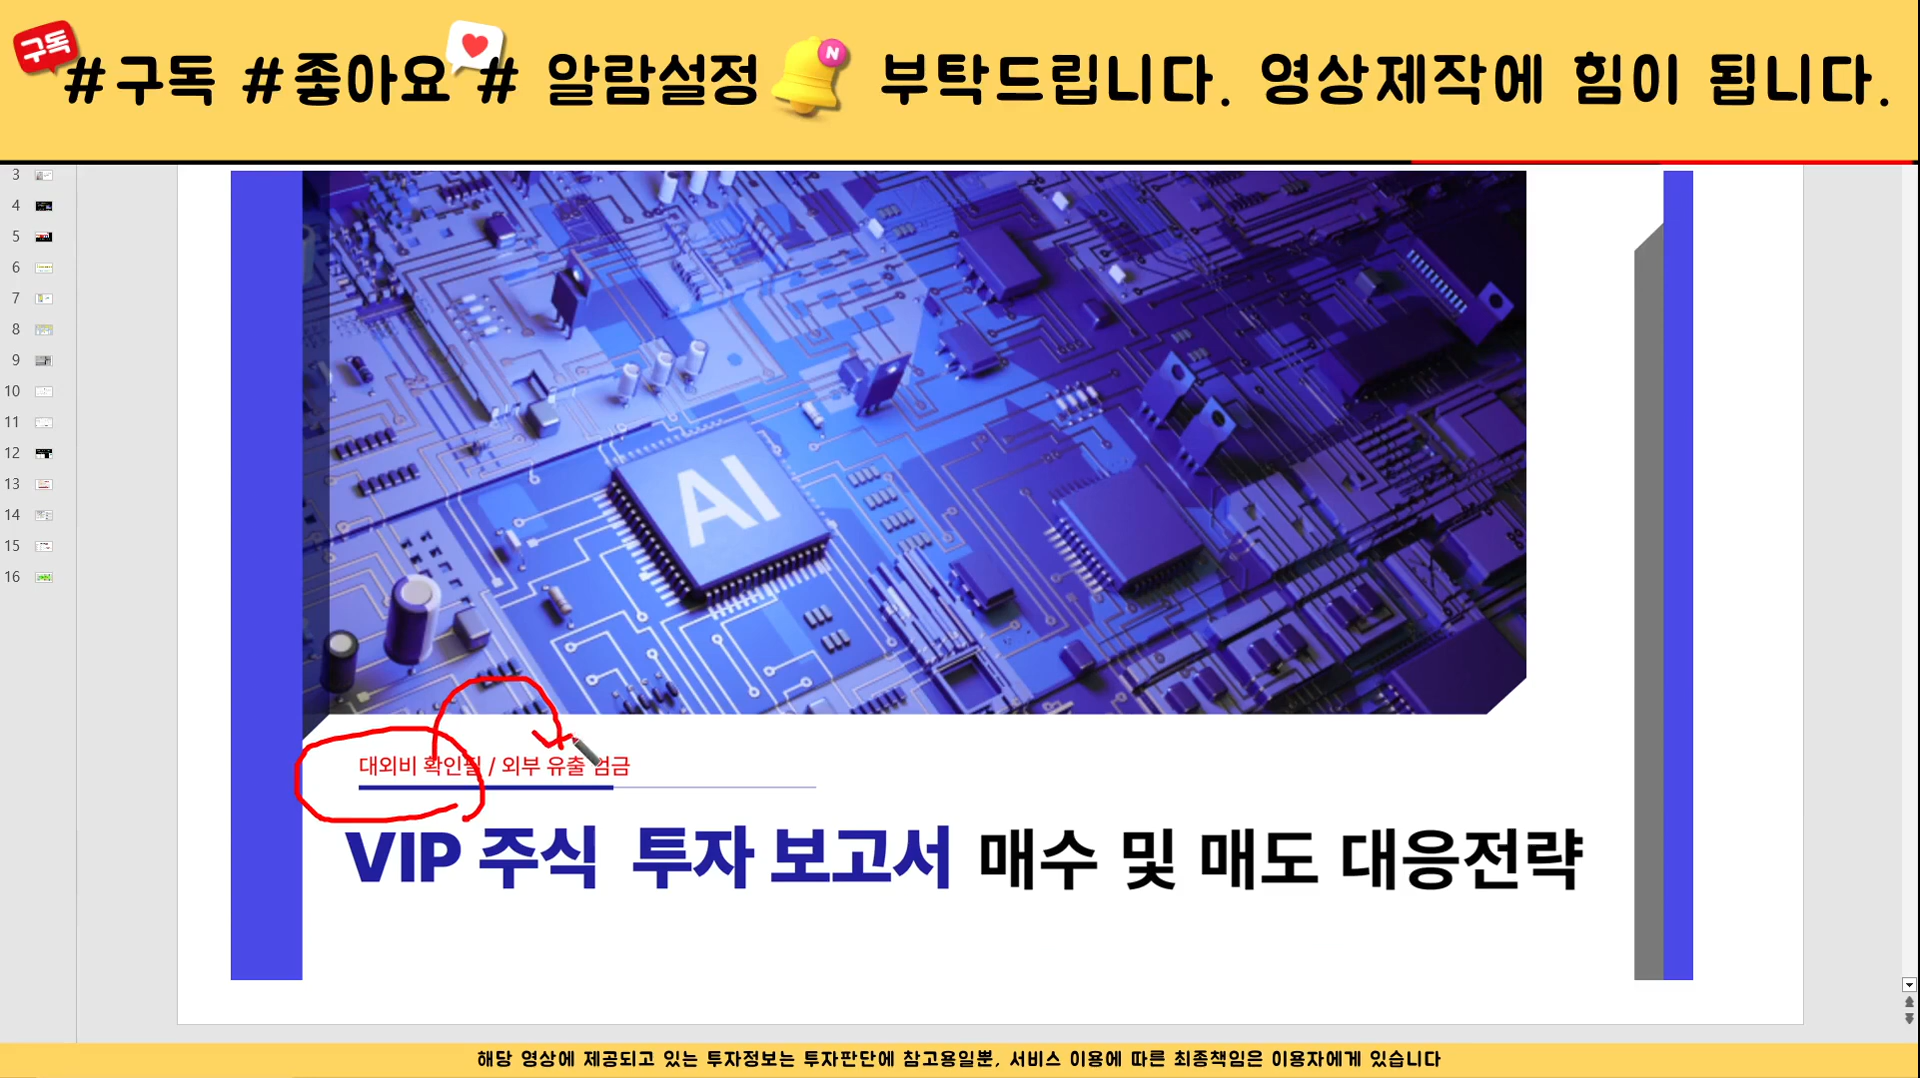 구독
#구독 #좋아요 # 알람설정 N 부탁드립니다. 영상제작에 힘이 됩니다.
3
4
5
6
7
8
9
10
11
12
13
14
15
16
AI
대외비 확인필 / 외부 유출 엄금
VIP 주식 투자 보고서 매수 및 매도 대응전략
해당 영상에 제공되고 있는 투자정보는 투자판단에 참고용일뿐, 서비스 이용에 따른 최종책임은 이용자에게 있습니다